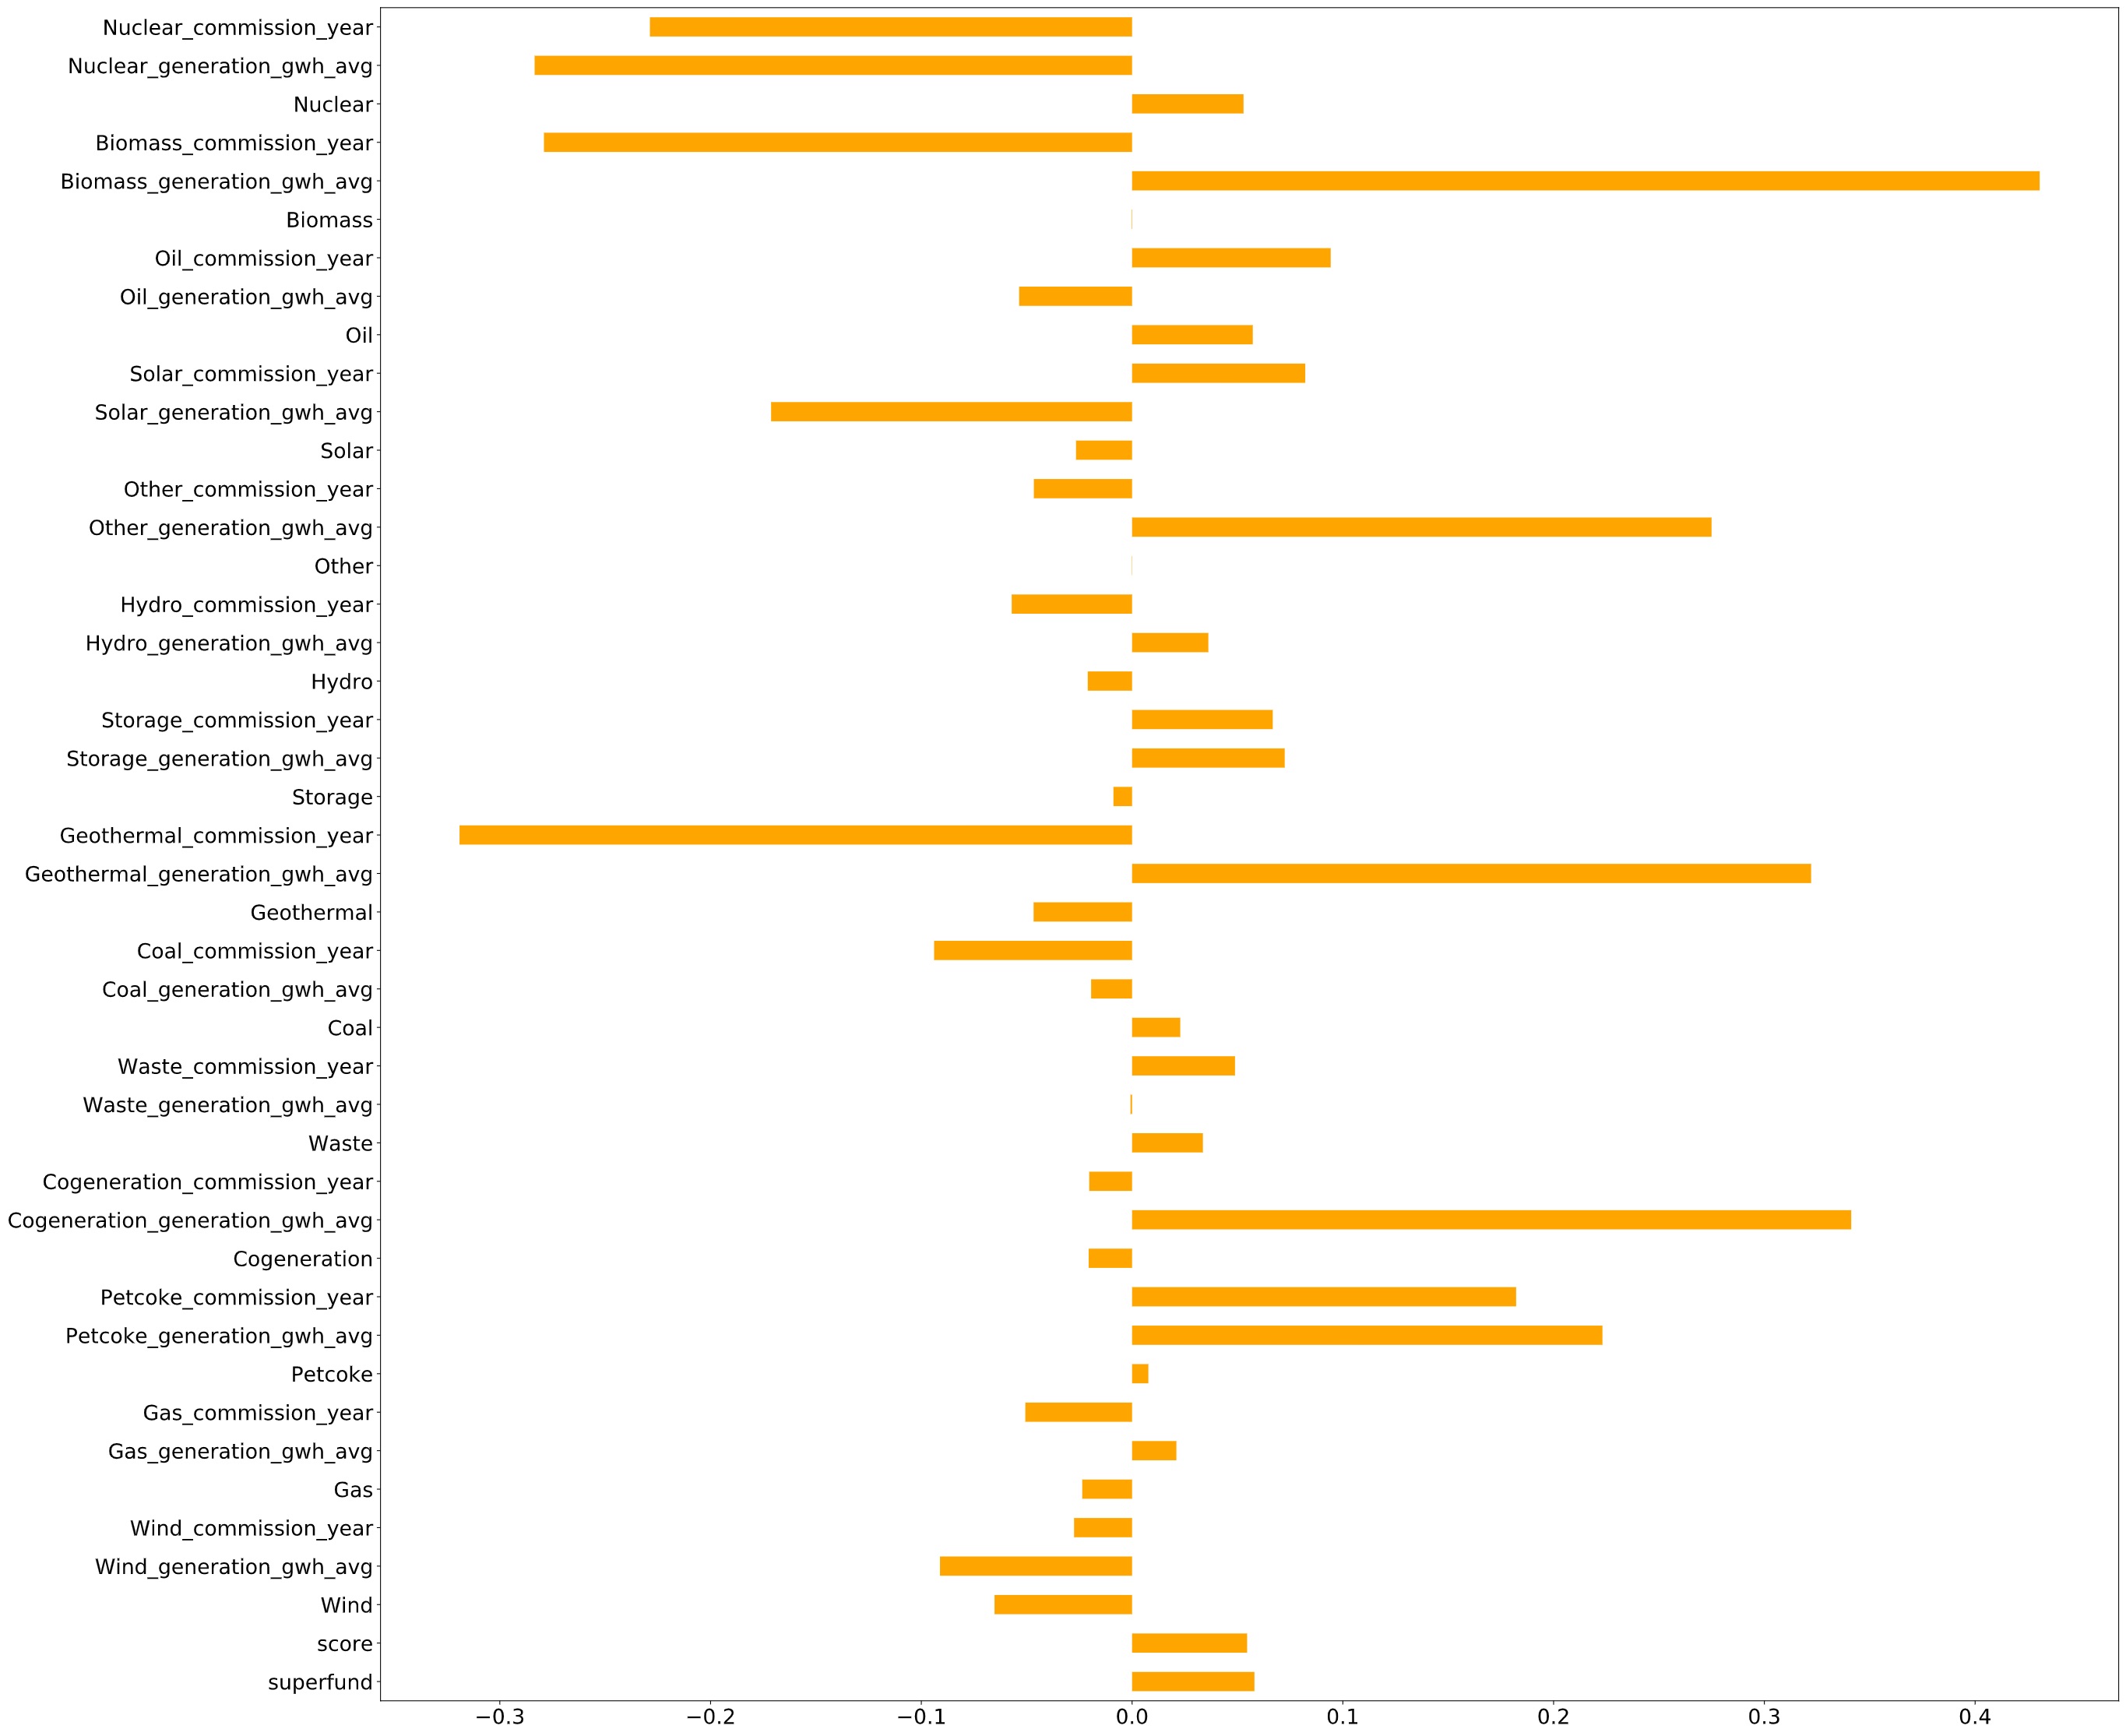 Nuclear_commission_year
Nuclear_generation_gwh_avg
Nuclear
Biomass_commission_year
Biomass_generation_gwh_avg
Biomass
Oil_commission_year
Oil_generation_gwh_avg
Oil
Solar_commission_year
Solar_generation_gwh_avg
Solar
Other_commission_year
Other_generation_gwh_avg
Other
Hydro_commission_year
Hydro_generation_gwh_avg
Hydro
Storage_commission_year
Storage_generation_gwh_avg
Storage
Geothermal_commission_year
Geothermal_generation_gwh_avg
Geothermal
Coal_commission_year
Coal_generation_gwh_avg
Coal
Waste_commission_year
Waste_generation_gwh_avg
Waste
Cogeneration_commission_year
Cogeneration_generation_gwh_avg
Cogeneration
Petcoke_commission_year
Petcoke_generation_gwh_avg
Petcoke
Gas_commission_year
Gas_generation_gwh_avg
Gas
Wind_commission_year
Wind_generation_gwh_avg
Wind
score
superfund
−0.3 −0.2 −0.1 0.0 0.1 0.2 0.3 0.4